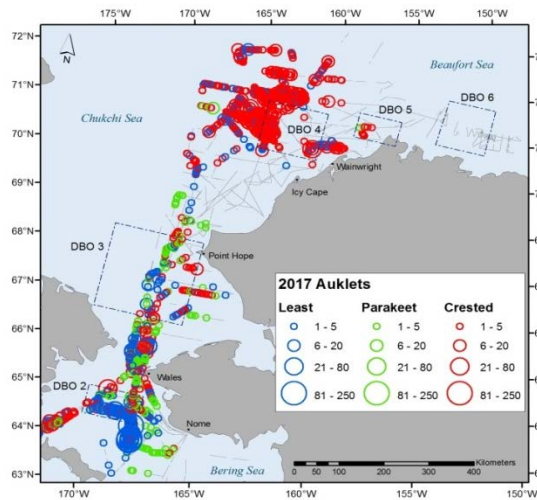 175°W 170°W 165°W 160°W 155°W 150°W
72°N
71°N
70°N
69°N
68°N
67°N
66°N
65°N
64°N
63°N
N
Beaufort Sea
Chukchi Sea
DBO 6
DBO 5
DBO 4
Wainwright
Icy Cape
DBO 3
Point Hope
Wales
DBO 2
Nome
Bering Sea
2017 Auklets
Least Parakeet Crested
1 - 5 1 - 5 1 - 5
6 - 20 6 - 20 6 - 20
21 - 80 21 - 80 21 - 80
81 - 250 81 - 250 81 - 250
Kilometers
0 50 100 200 300 400
170°W 165°W 160°W 155°W 150°W